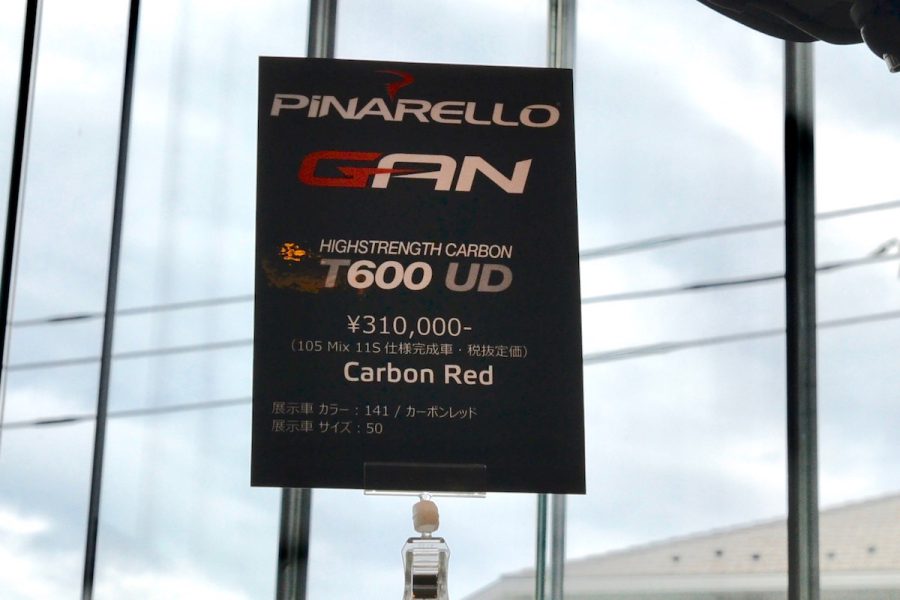 PiNARELLO
GAN
HIGHSTRENGTH CARBON
T600 UD
¥310,000-
（105 Mix 11S 仕様完成車・税抜定価）
Carbon Red
展示車 カラー：141 / カーボンレッド
展示車 サイズ：50